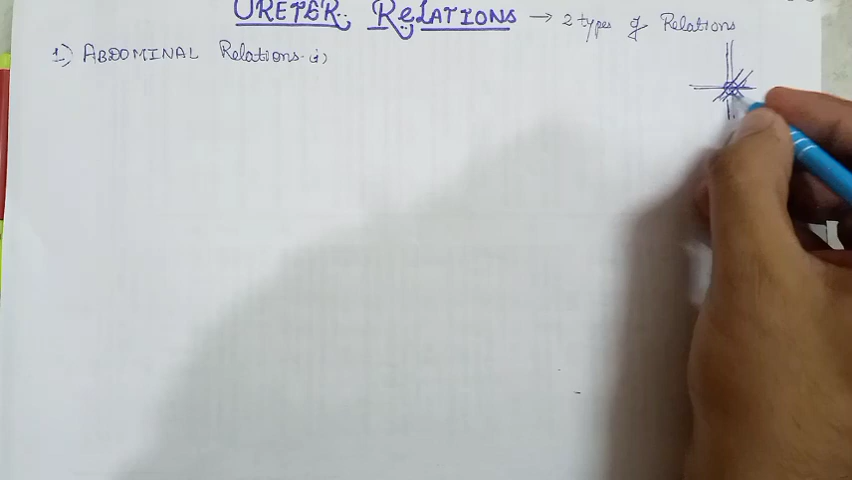 URETER RELATIONS → 2 types of Relations
1) ABDOMINAL Relations (i)